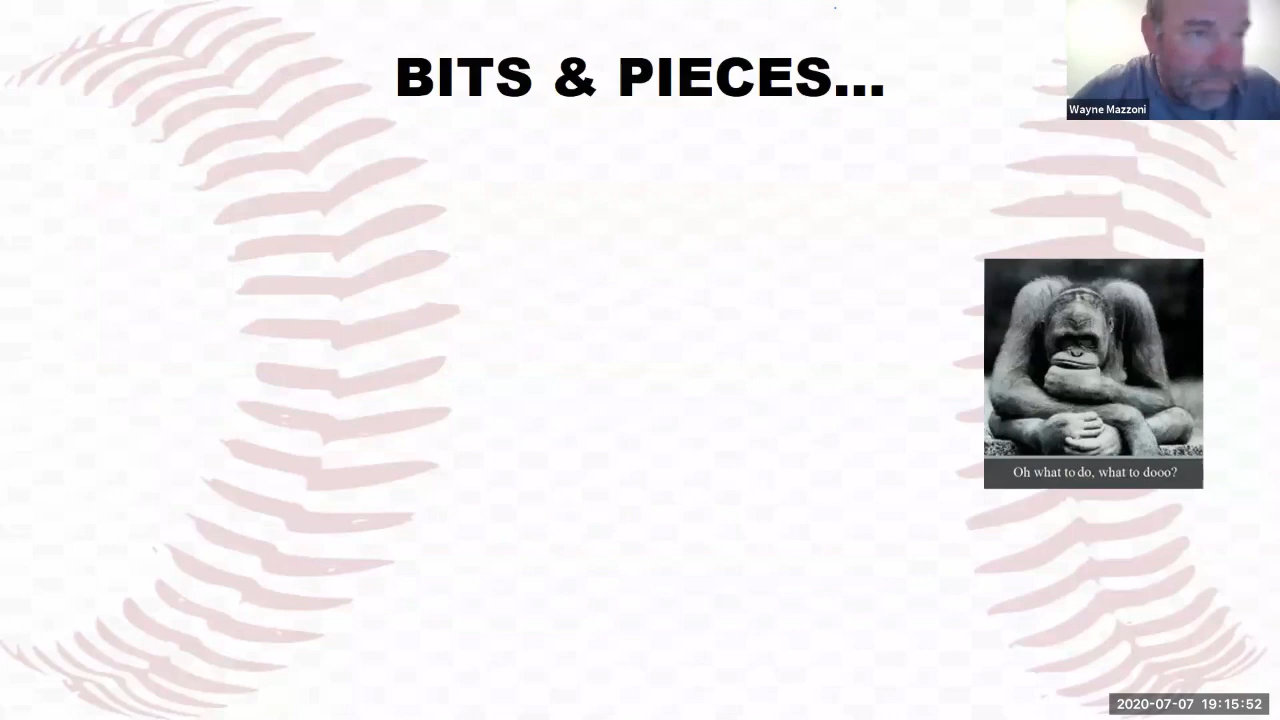 BITS & PIECES...
Wayne Mazzoni
Oh what to do, what to dooo?
2020-07-07 19:15:52